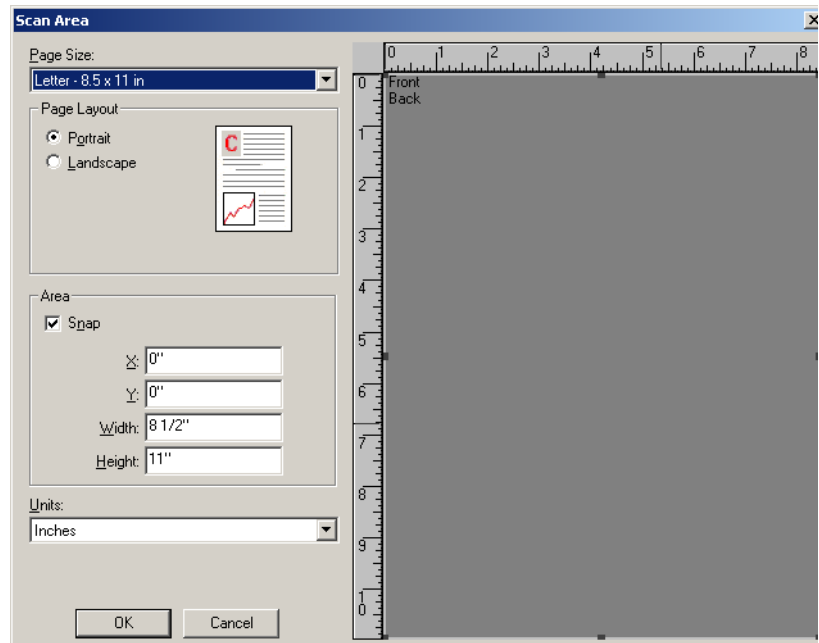 Scan Area
Page Size:
Letter - 8.5 x 11 in
Page Layout
Portrait
Landscape
C
Area
Snap
X: 0"
Y: 0"
Width: 8 1/2"
Height: 11"
Units:
Inches
OK Cancel
0 1 2 3 4 5 6 7 8
Front
Back
0
1
2
3
4
5
6
7
8
9
10